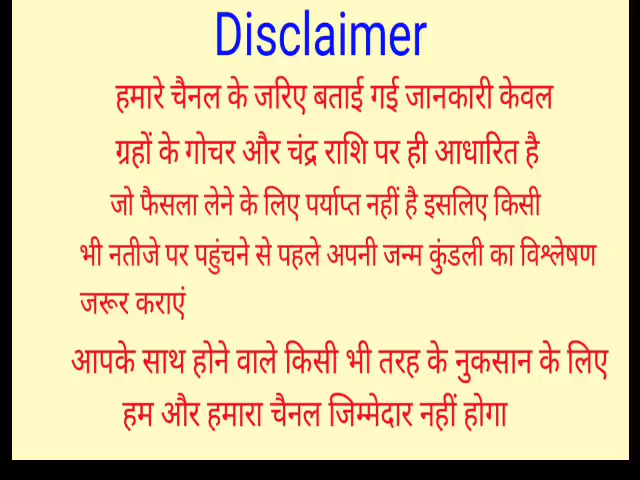 Disclaimer
हमारे चैनल के जरिए बताई गई जानकारी केवल
ग्रहों के गोचर और चंद्र राशि पर ही आधारित है
जो फैसला लेने के लिए पर्याप्त नहीं है इसलिए किसी
भी नतीजे पर पहुंचने से पहले अपनी जन्म कुंडली का विश्लेषण
जरूर कराएं
आपके साथ होने वाले किसी भी तरह के नुकसान के लिए
हम और हमारा चैनल जिम्मेदार नहीं होगा